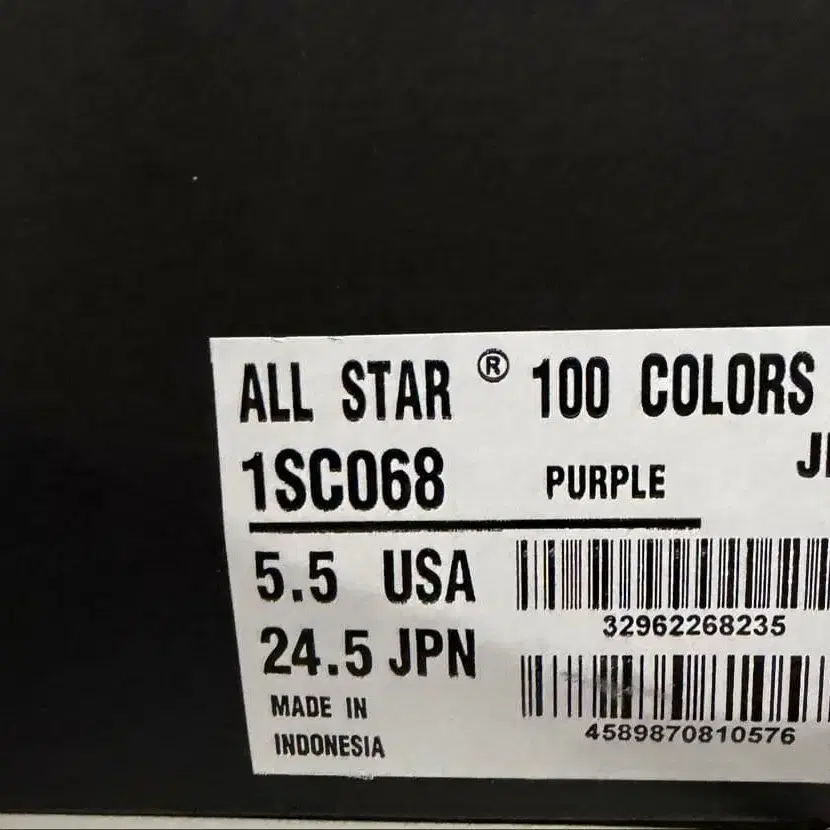 ALL STAR ® 100 COLORS
1SC068 PURPLE
5.5 USA
32962268235
24.5 JPN
4589870810576
MADE IN
INDONESIA